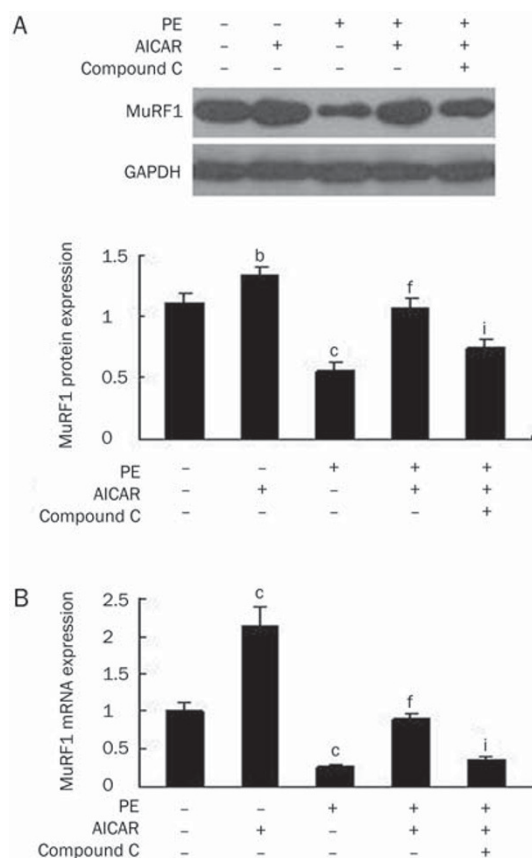 A
PE – – + + +
AICAR – + – + +
Compound C – – – – +
MuRF1
GAPDH
MuRF1 protein expression
1.5
1
0.5
0
b
c
f
i
PE – – + + +
AICAR – + – + +
Compound C – – – – +
B
MuRF1 mRNA expression
2.5
2
1.5
1
0.5
0
c
c
f
i
PE – – + + +
AICAR – + – + +
Compound C – – – – +